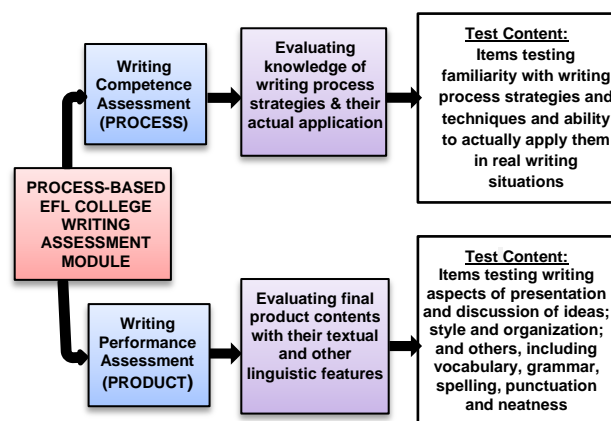 PROCESS-BASED
EFL COLLEGE
WRITING
ASSESSMENT
MODULE
Writing
Competence
Assessment
(PROCESS)
Evaluating
knowledge of
writing process
strategies & their
actual application
Test Content:
Items testing
familiarity with writing
process strategies and
techniques and ability
to actually apply them
in real writing
situations
Writing
Performance
Assessment
(PRODUCT)
Evaluating final
product contents
with their textual
and other
linguistic features
Test Content:
Items testing writing
aspects of presentation
and discussion of ideas;
style and organization;
and others, including
vocabulary, grammar,
spelling, punctuation
and neatness